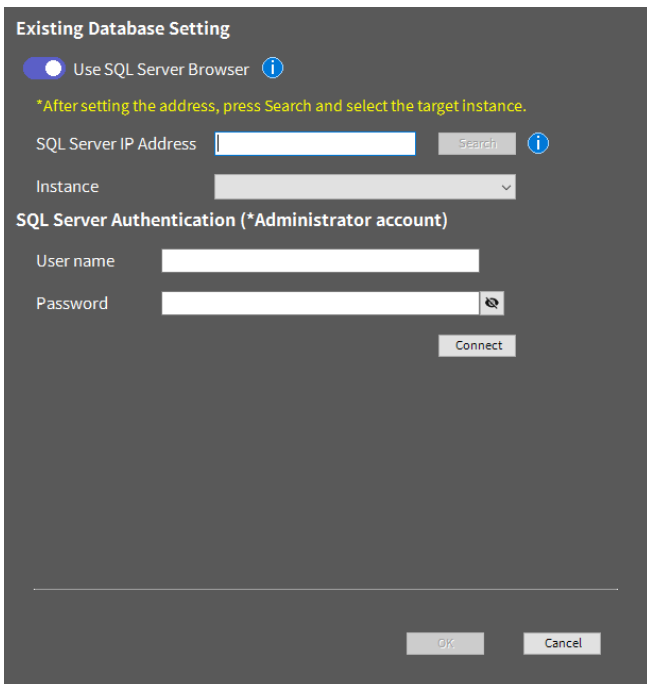 Existing Database Setting
Use SQL Server Browser
*After setting the address, press Search and select the target instance.
SQL Server IP Address Search
Instance
SQL Server Authentication (*Administrator account)
User name
Password
Connect
OK Cancel